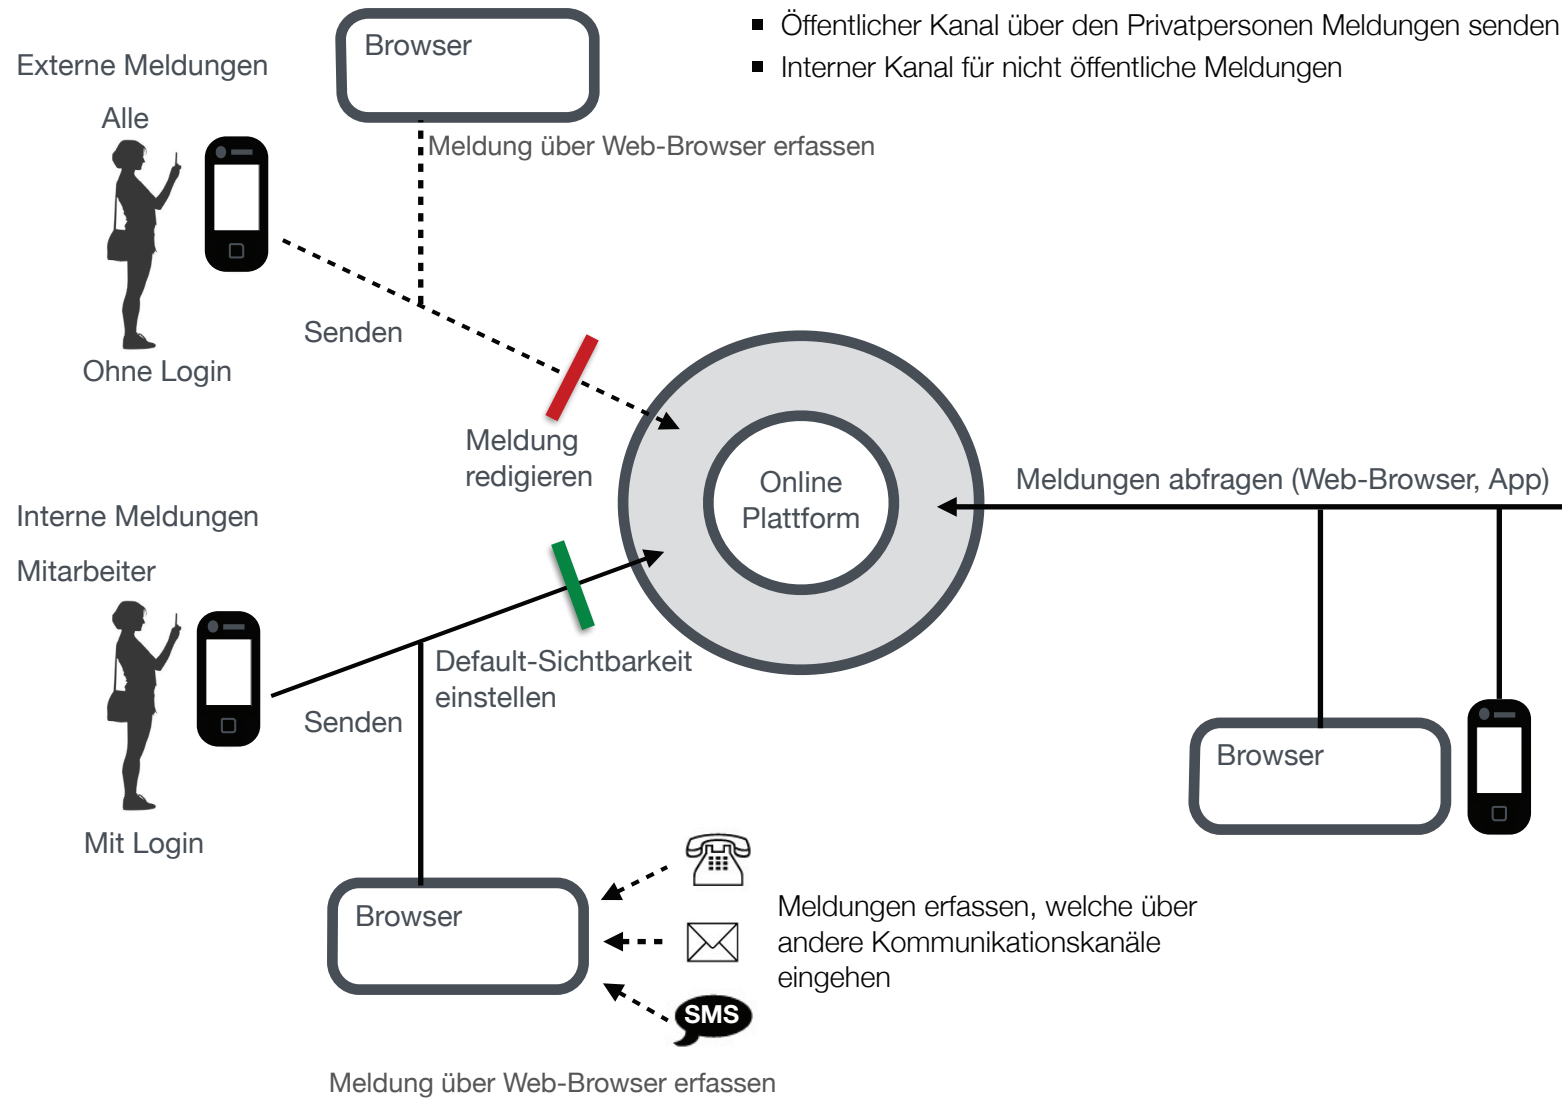 Browser
Öffentlicher Kanal über den Privatpersonen Meldungen senden
Interner Kanal für nicht öffentliche Meldungen
Externe Meldungen
Alle
Meldung über Web-Browser erfassen
Senden
Ohne Login
Meldung
redigieren
Online
Plattform
Meldungen abfragen (Web-Browser, App)
Interne Meldungen
Mitarbeiter
Default-Sichtbarkeit
einstellen
Senden
Mit Login
Browser
Browser
Meldungen erfassen, welche über
andere Kommunikationskanäle
eingehen
SMS
Meldung über Web-Browser erfassen